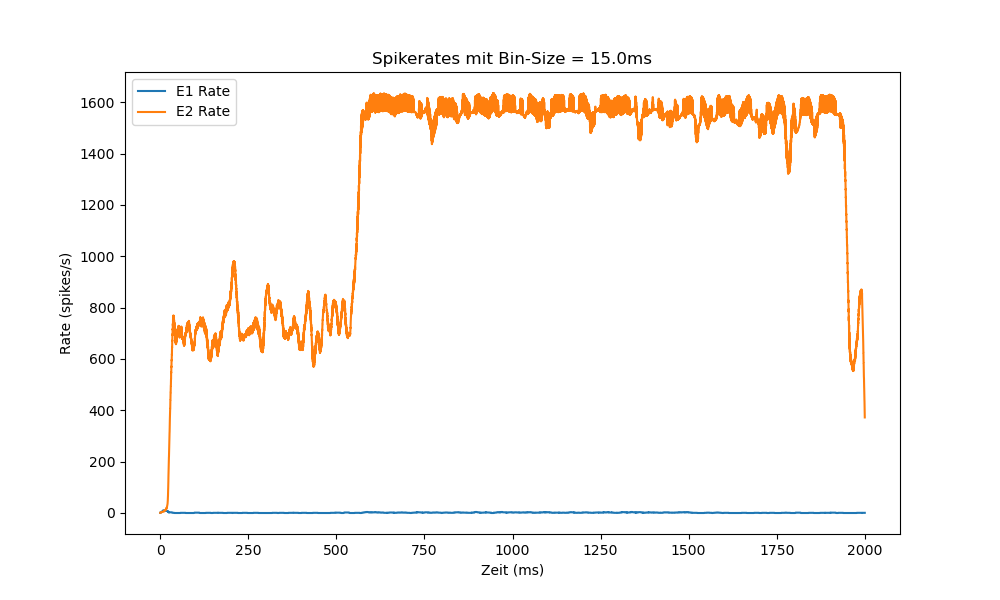 Spikerates mit Bin-Size = 15.0ms
E1 Rate
E2 Rate
Rate (spikes/s)
1600
1400
1200
1000
800
600
400
200
0
0 250 500 750 1000 1250 1500 1750 2000
Zeit (ms)